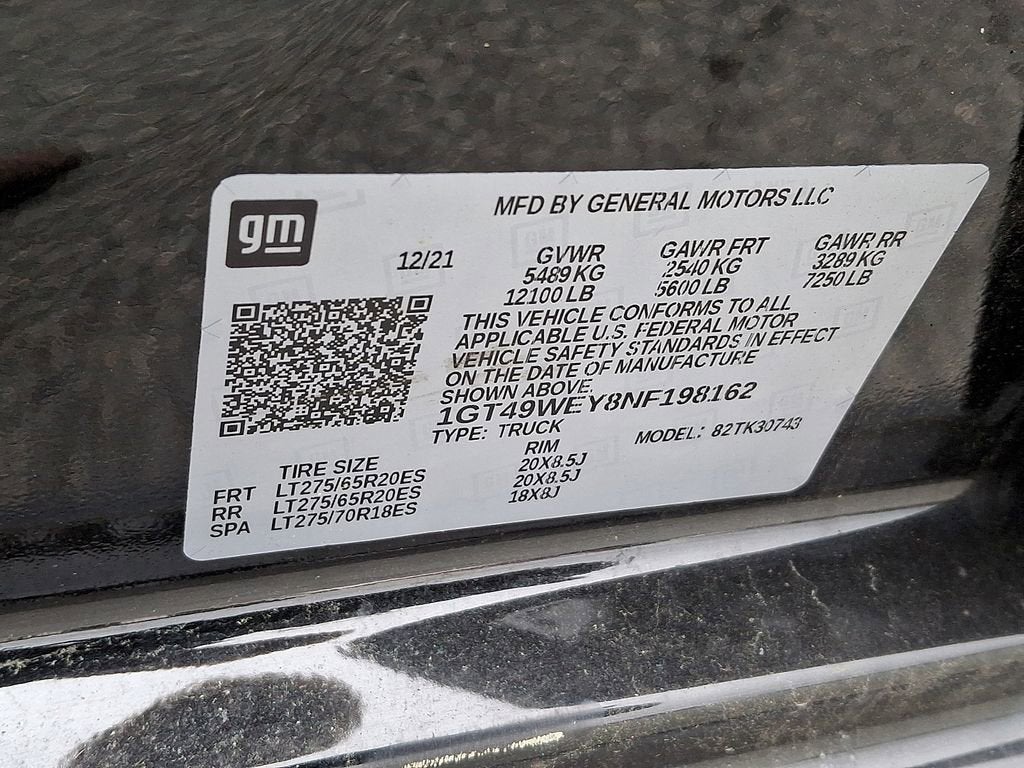 gm
MFD BY GENERAL MOTORS LLC
12/21
GVWR GAWR FRT GAWR RR
5489 KG 2540 KG 3289 KG
12100 LB 5600 LB 7250 LB
THIS VEHICLE CONFORMS TO ALL
APPLICABLE U.S. FEDERAL MOTOR
VEHICLE SAFETY STANDARDS IN EFFECT
ON THE DATE OF MANUFACTURE
SHOWN ABOVE.
1GT49WEY8NF198162
TYPE: TRUCK MODEL: 82TK30743
TIRE SIZE RIM
FRT LT275/65R20ES 20X8.5J
RR LT275/65R20ES 20X8.5J
SPA LT275/70R18ES 18X8J